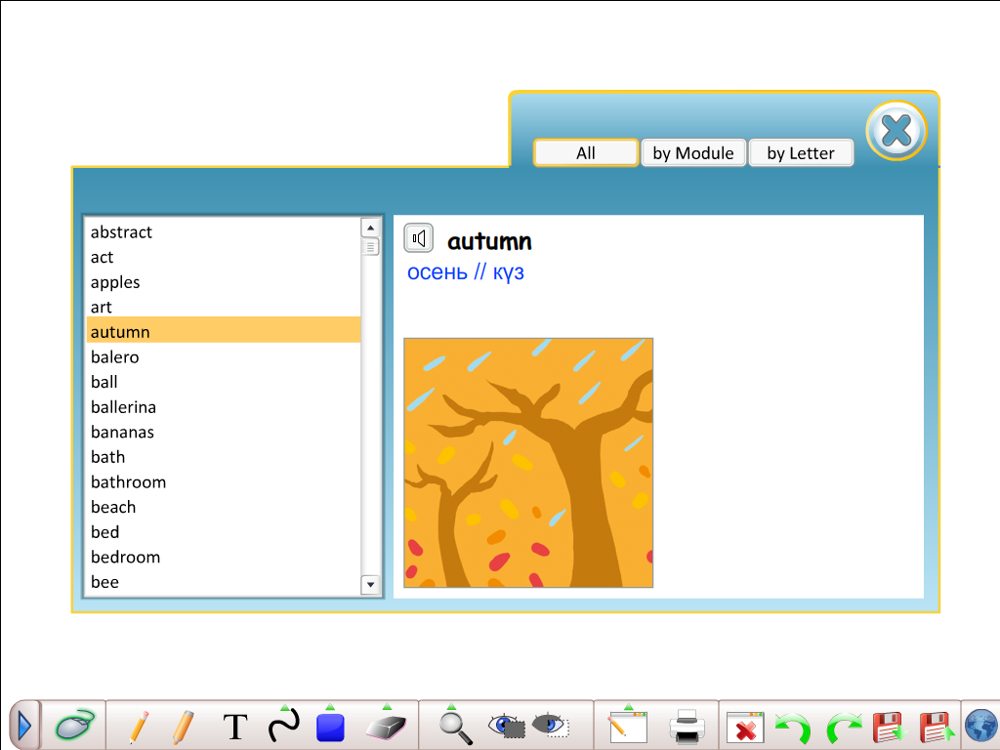 All
by Module
by Letter
abstract
act
apples
art
autumn
balero
ball
ballerina
bananas
bath
bathroom
beach
bed
bedroom
bee
autumn
осень // күз
T